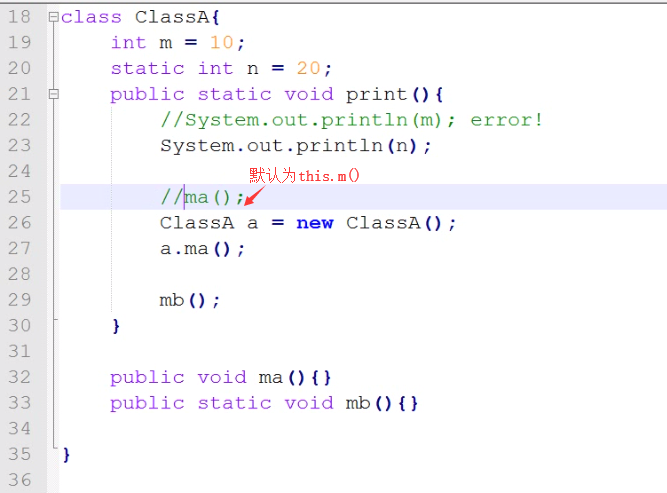 18 class ClassA{
19 int m = 10;
20 static int n = 20;
21 public static void print(){
22 //System.out.println(m); error!
23 System.out.println(n);
24
默认为this.m()
25 //ma();
26 ClassA a = new ClassA();
27 a.ma();
28
29 mb();
30 }
31
32 public void ma(){}
33 public static void mb(){}
34
35 }
36